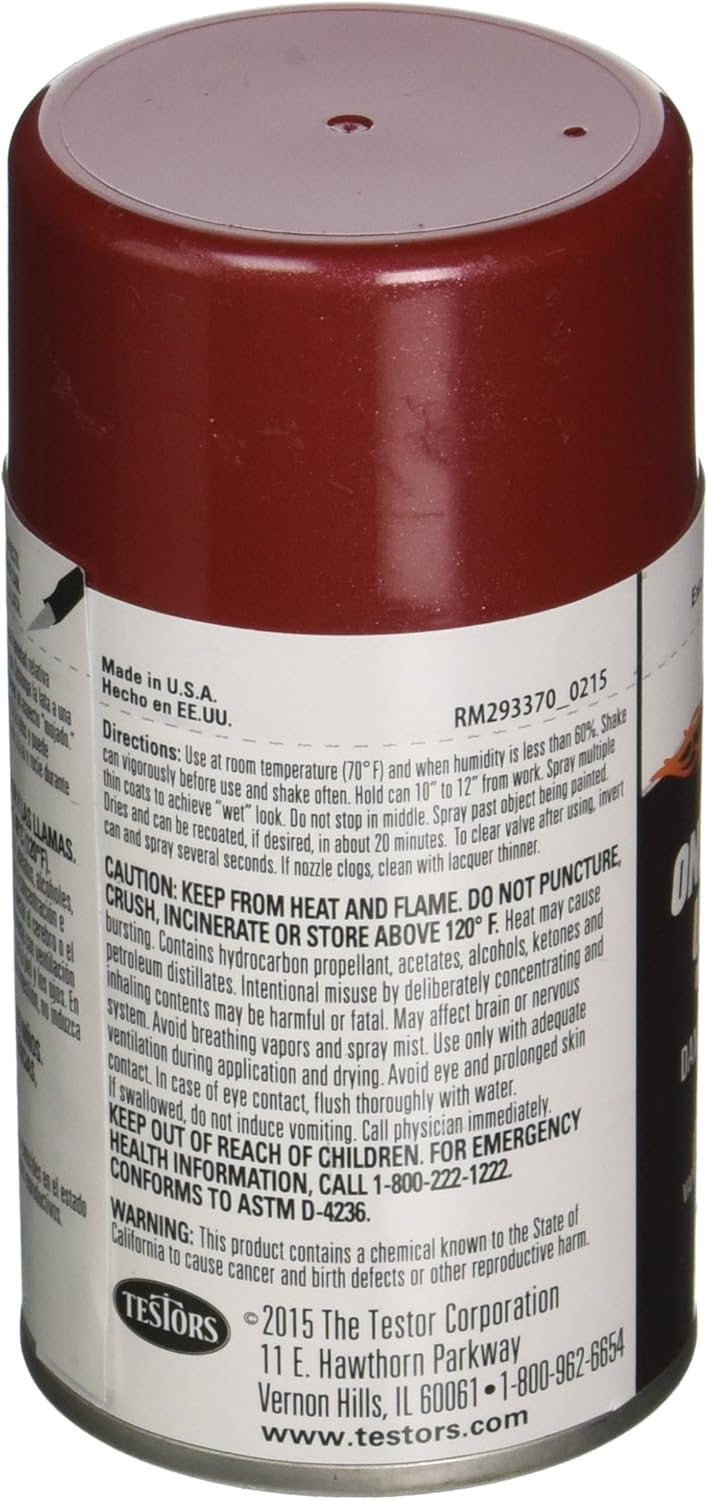 Made in U.S.A.
Hecho en EE.UU.
RM293370_0215
Directions: Use at room temperature (70° F) and when humidity is less than 60%. Shake
can vigorously before use and shake often. Hold can 10" to 12" from work. Spray multiple
thin coats to achieve "wet" look. Do not stop in middle. Spray past object being painted.
Dries and can be recoated, if desired, in about 20 minutes. To clear valve after using, invert
can and spray several seconds. If nozzle clogs, clean with lacquer thinner.
CAUTION: KEEP FROM HEAT AND FLAME. DO NOT PUNCTURE,
CRUSH, INCINERATE OR STORE ABOVE 120° F. Heat may cause
bursting. Contains hydrocarbon propellant, acetates, alcohols, ketones and
petroleum distillates. Intentional misuse by deliberately concentrating and
inhaling contents may be harmful or fatal. May affect brain or nervous
system. Avoid breathing vapors and spray mist. Use only with adequate
ventilation during application and drying. Avoid eye and prolonged skin
contact. In case of eye contact, flush thoroughly with water.
If swallowed, do not induce vomiting. Call physician immediately.
KEEP OUT OF REACH OF CHILDREN. FOR EMERGENCY
HEALTH INFORMATION, CALL 1-800-222-1222.
CONFORMS TO ASTM D-4236.
WARNING: This product contains a chemical known to the State of
California to cause cancer and birth defects or other reproductive harm.
TESTORS
©2015 The Testor Corporation
11 E. Hawthorn Parkway
Vernon Hills, IL 60061 • 1-800-962-6654
www.testors.com